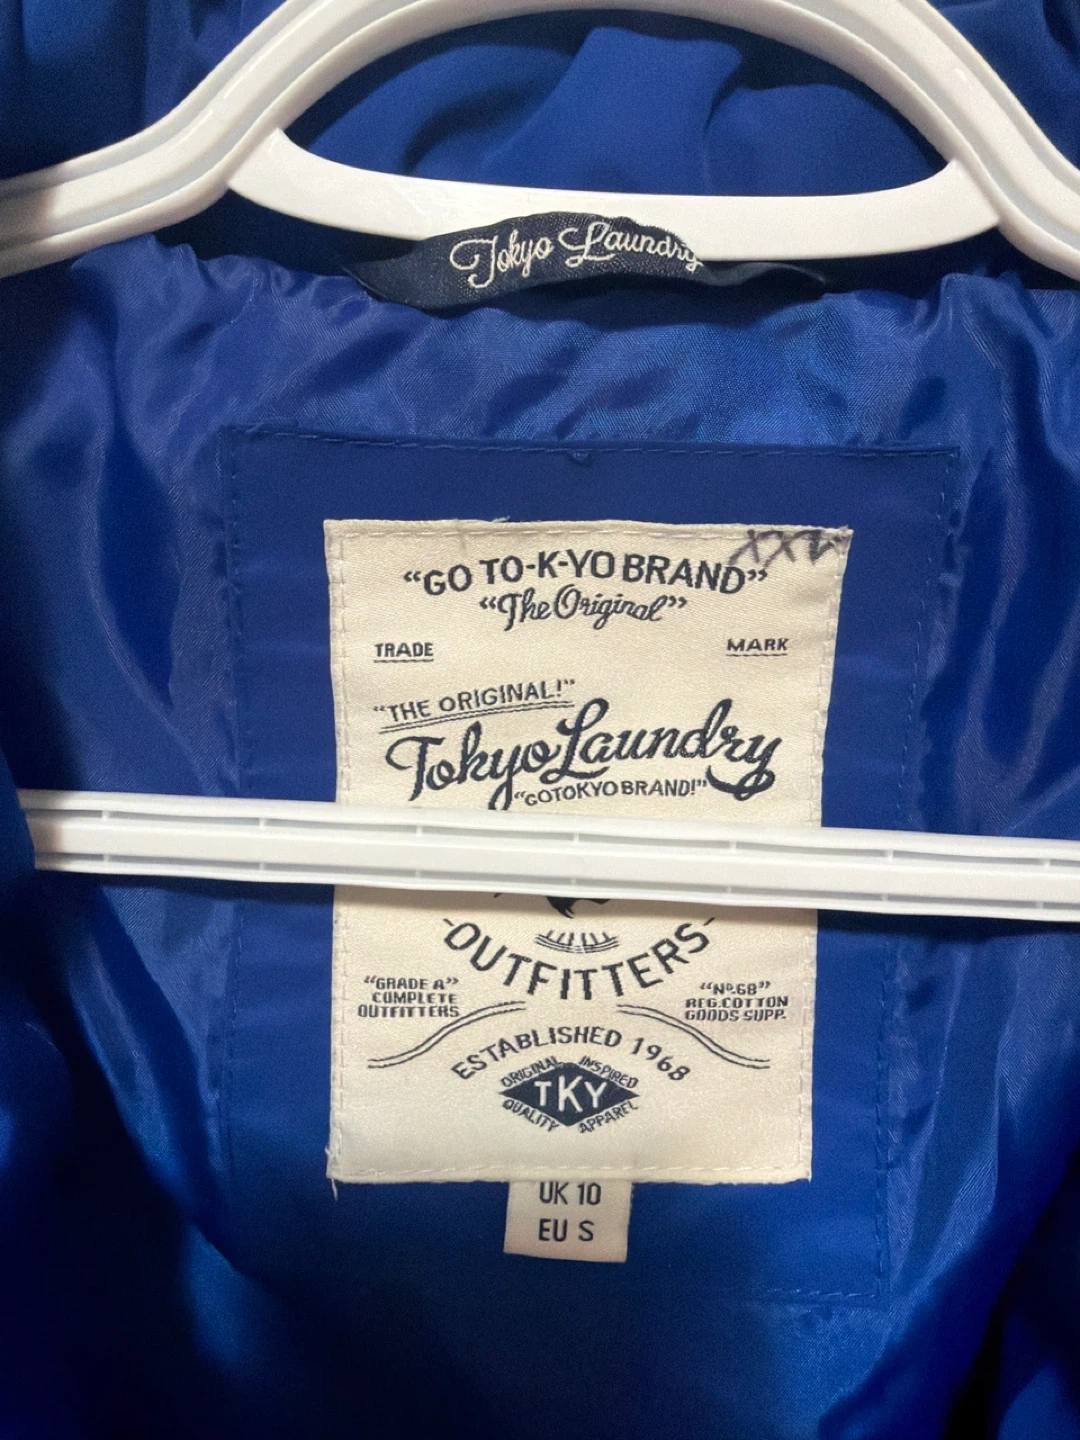 Tokyo Laundry
XXV
"GO TO-K-YO BRAND"
"The Original"
TRADE MARK
"THE ORIGINAL!"
Tokyo Laundry
"GOTOKYO BRAND!"
-OUTFITTERS-
"GRADE A"
COMPLETE
OUTFITTERS
"No.68"
REG.COTTON
GOODS SUPP.
ESTABLISHED 1968
ORIGINAL INSPIRED
TKY
QUALITY APPAREL
UK 10
EU S